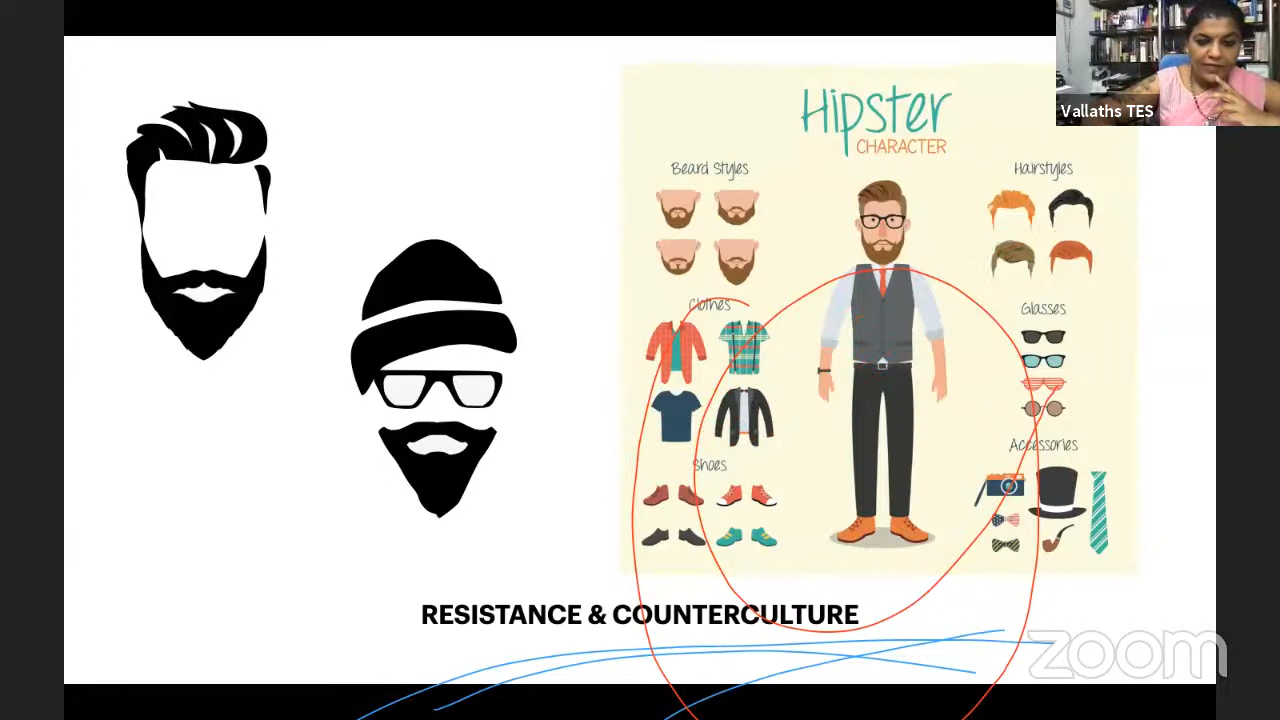 Vallaths TES
Hipster
CHARACTER
Beard Styles
Hairstyles
Clothes
Glasses
Accessories
Shoes
RESISTANCE & COUNTERCULTURE
zoom